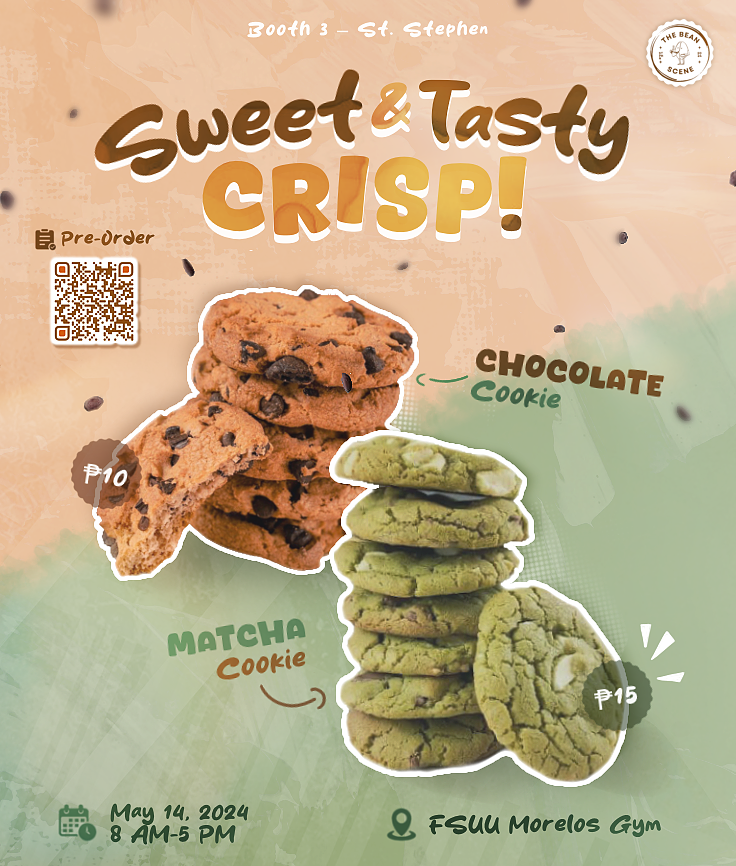 Booth 3 – St. Stephen
THE BEAN
SCENE
Sweet & Tasty
CRISP!
Pre-Order
CHOCOLATE
Cookie
₱10
MATCHA
Cookie
₱15
May 14, 2024
8 AM-5 PM
FSUU Morelos Gym